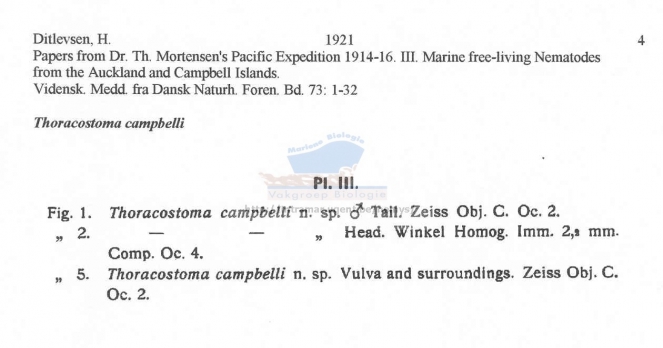 Ditlevsen, H. 1921 4
Papers from Dr. Th. Mortensen's Pacific Expedition 1914-16. III. Marine free-living Nematodes
from the Auckland and Campbell Islands.
Vidensk. Medd. fra Dansk Naturh. Foren. Bd. 73: 1-32
Thoracostoma campbelli
Mariene Biologie
Pl. III.
Vakgroep Biologie
Fig. 1. Thoracostoma campbelli n. sp. ♂ Tail. Zeiss Obj. C. Oc. 2.
„ 2. — — „ Head. Winkel Homog. Imm. 2, mm.
Comp. Oc. 4.
„ 5. Thoracostoma campbelli n. sp. Vulva and surroundings. Zeiss Obj. C.
Oc. 2.